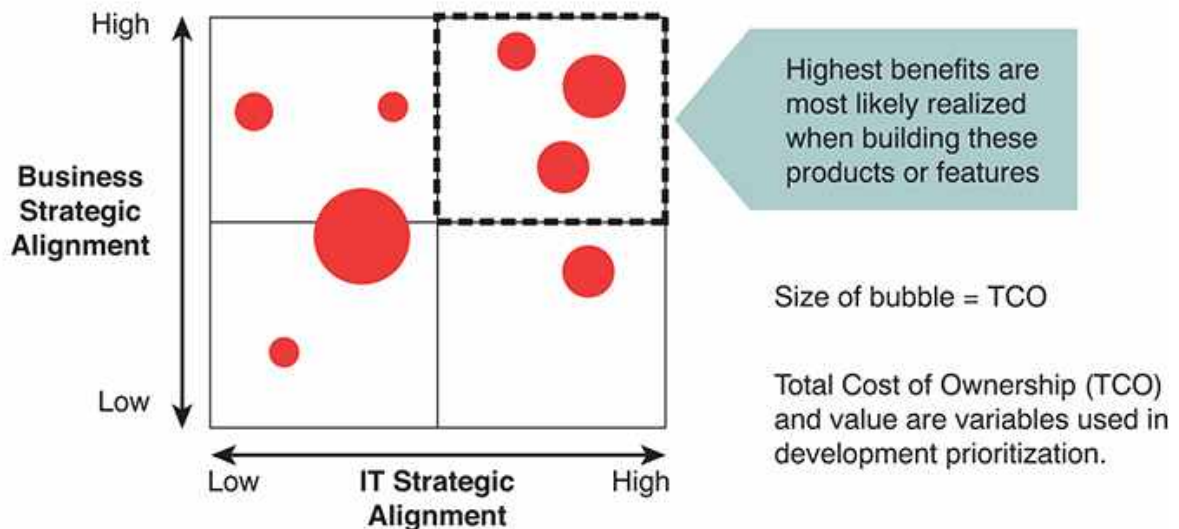 High
Business
Strategic
Alignment
Low
Low
IT Strategic
Alignment
High
Highest benefits are
most likely realized
when building these
products or features
Size of bubble = TCO
Total Cost of Ownership (TCO)
and value are variables used in
development prioritization.